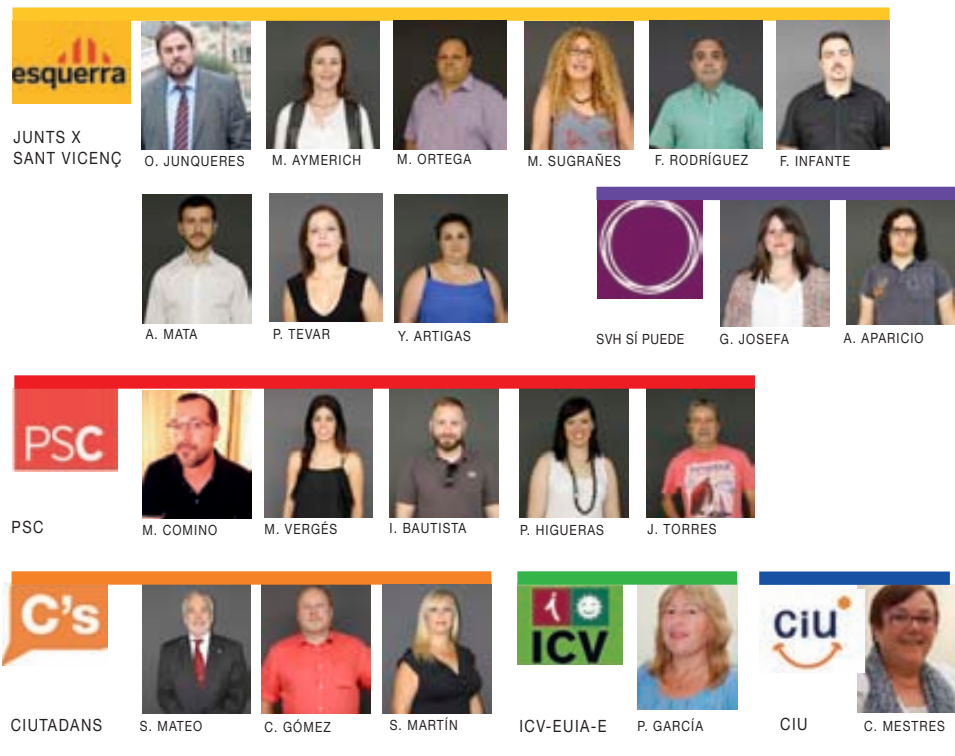 esquerra
JUNTS X
SANT VICENÇ
O. JUNQUERES
M. AYMERICH
M. ORTEGA
M. SUGRAÑES
F. RODRÍGUEZ
F. INFANTE
A. MATA
P. TEVAR
Y. ARTIGAS
SVH SÍ PUEDE
G. JOSEFA
A. APARICIO
PSC
PSC
M. COMINO
M. VERGÉS
I. BAUTISTA
P. HIGUERAS
J. TORRES
C's
CIUTADANS
S. MATEO
C. GÓMEZ
S. MARTÍN
ICV
ICV-EUIA-E
P. GARCÍA
ciu
CIU
C. MESTRES